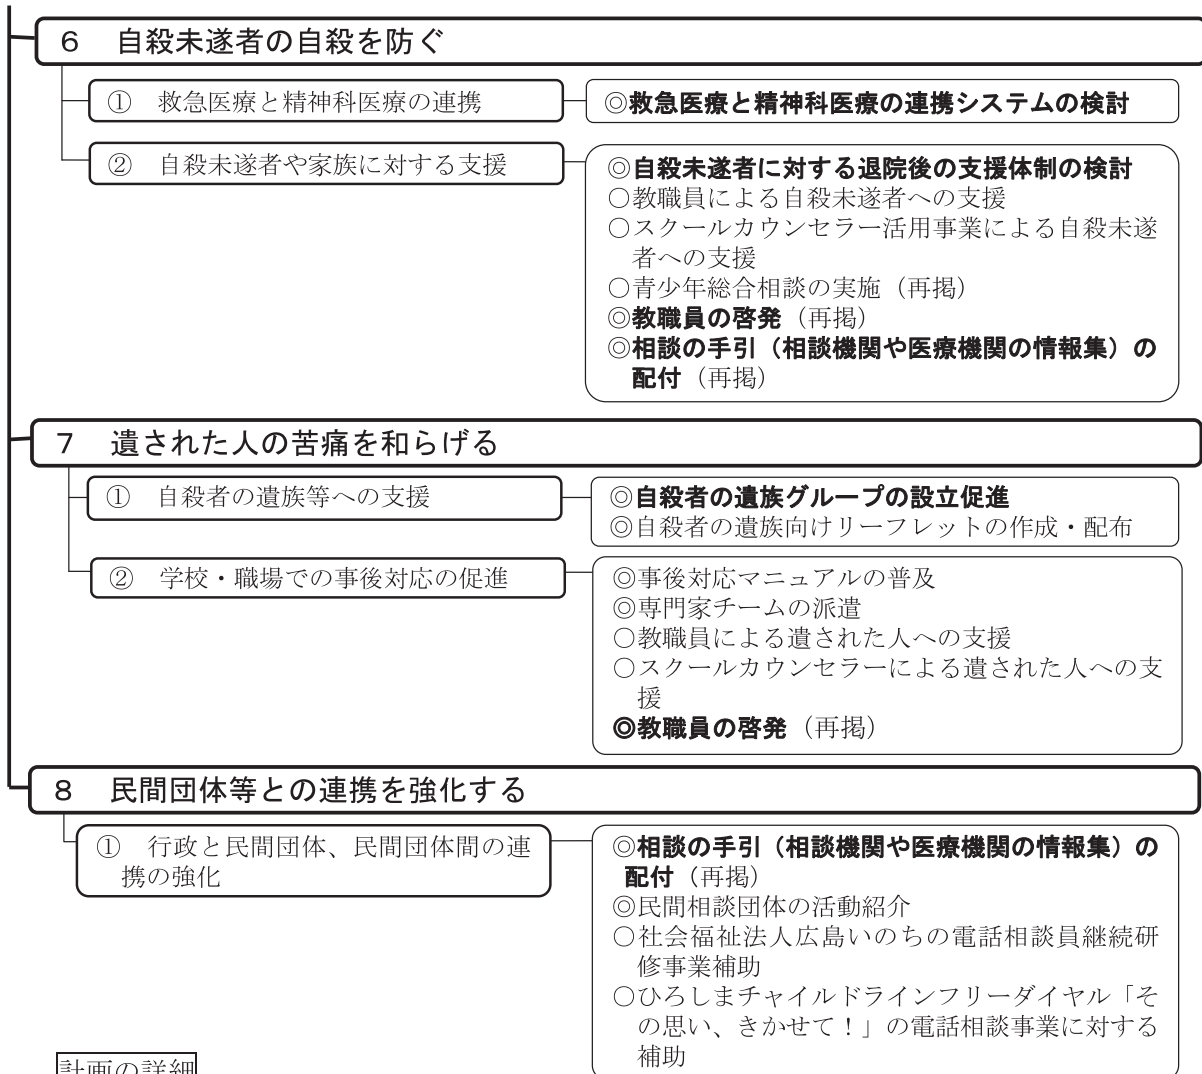 ６　自殺未遂者の自殺を防ぐ
①　救急医療と精神科医療の連携
◎救急医療と精神科医療の連携システムの検討
②　自殺未遂者や家族に対する支援
◎自殺未遂者に対する退院後の支援体制の検討
○教職員による自殺未遂者への支援
○スクールカウンセラー活用事業による自殺未遂
者への支援
○青少年総合相談の実施（再掲）
◎教職員の啓発（再掲）
◎相談の手引（相談機関や医療機関の情報集）の
配付（再掲）
７　遺された人の苦痛を和らげる
①　自殺者の遺族等への支援
◎自殺者の遺族グループの設立促進
◎自殺者の遺族向けリーフレットの作成・配布
②　学校・職場での事後対応の促進
◎事後対応マニュアルの普及
◎専門家チームの派遣
○教職員による遺された人への支援
○スクールカウンセラーによる遺された人への支
援
◎教職員の啓発（再掲）
８　民間団体等との連携を強化する
①　行政と民間団体、民間団体間の連
携の強化
◎相談の手引（相談機関や医療機関の情報集）の
配付（再掲）
◎民間相談団体の活動紹介
○社会福祉法人広島いのちの電話相談員継続研
修事業補助
○ひろしまチャイルドラインフリーダイヤル「そ
の思い、きかせて！」の電話相談事業に対する
補助
計画の詳細